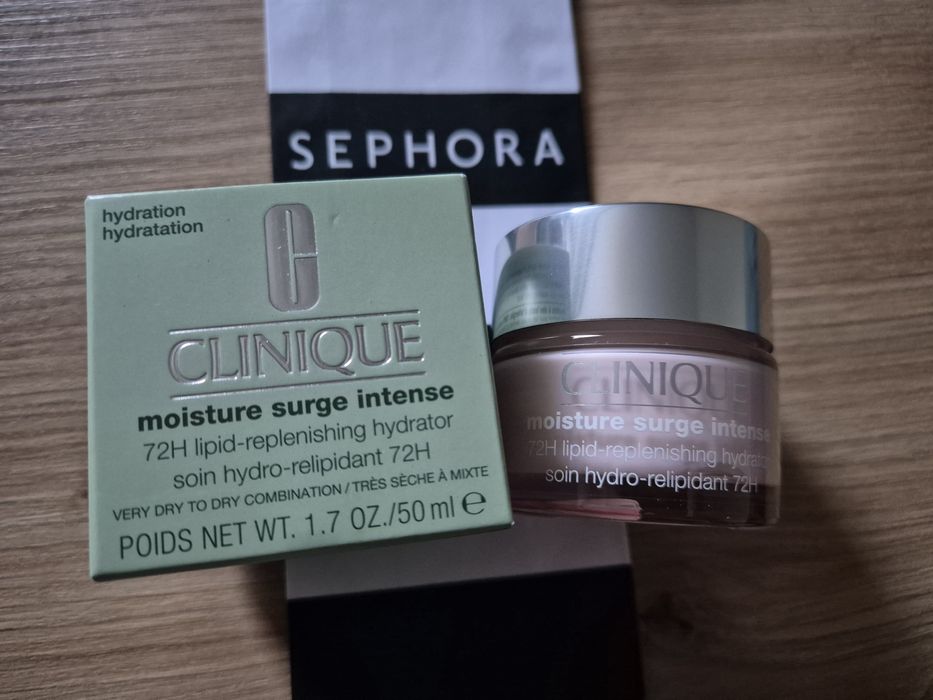 SEPHORA
hydration
hydratation
C
CLINIQUE
moisture surge intense
72H lipid-replenishing hydrator
soin hydro-relipidant 72H
VERY DRY TO DRY COMBINATION / TRÈS SÈCHE À MIXTE
POIDS NET WT. 1.7 OZ./50 ml ℮
CLINIQUE
moisture surge intense
72H lipid-replenishing hydrator
soin hydro-relipidant 72H